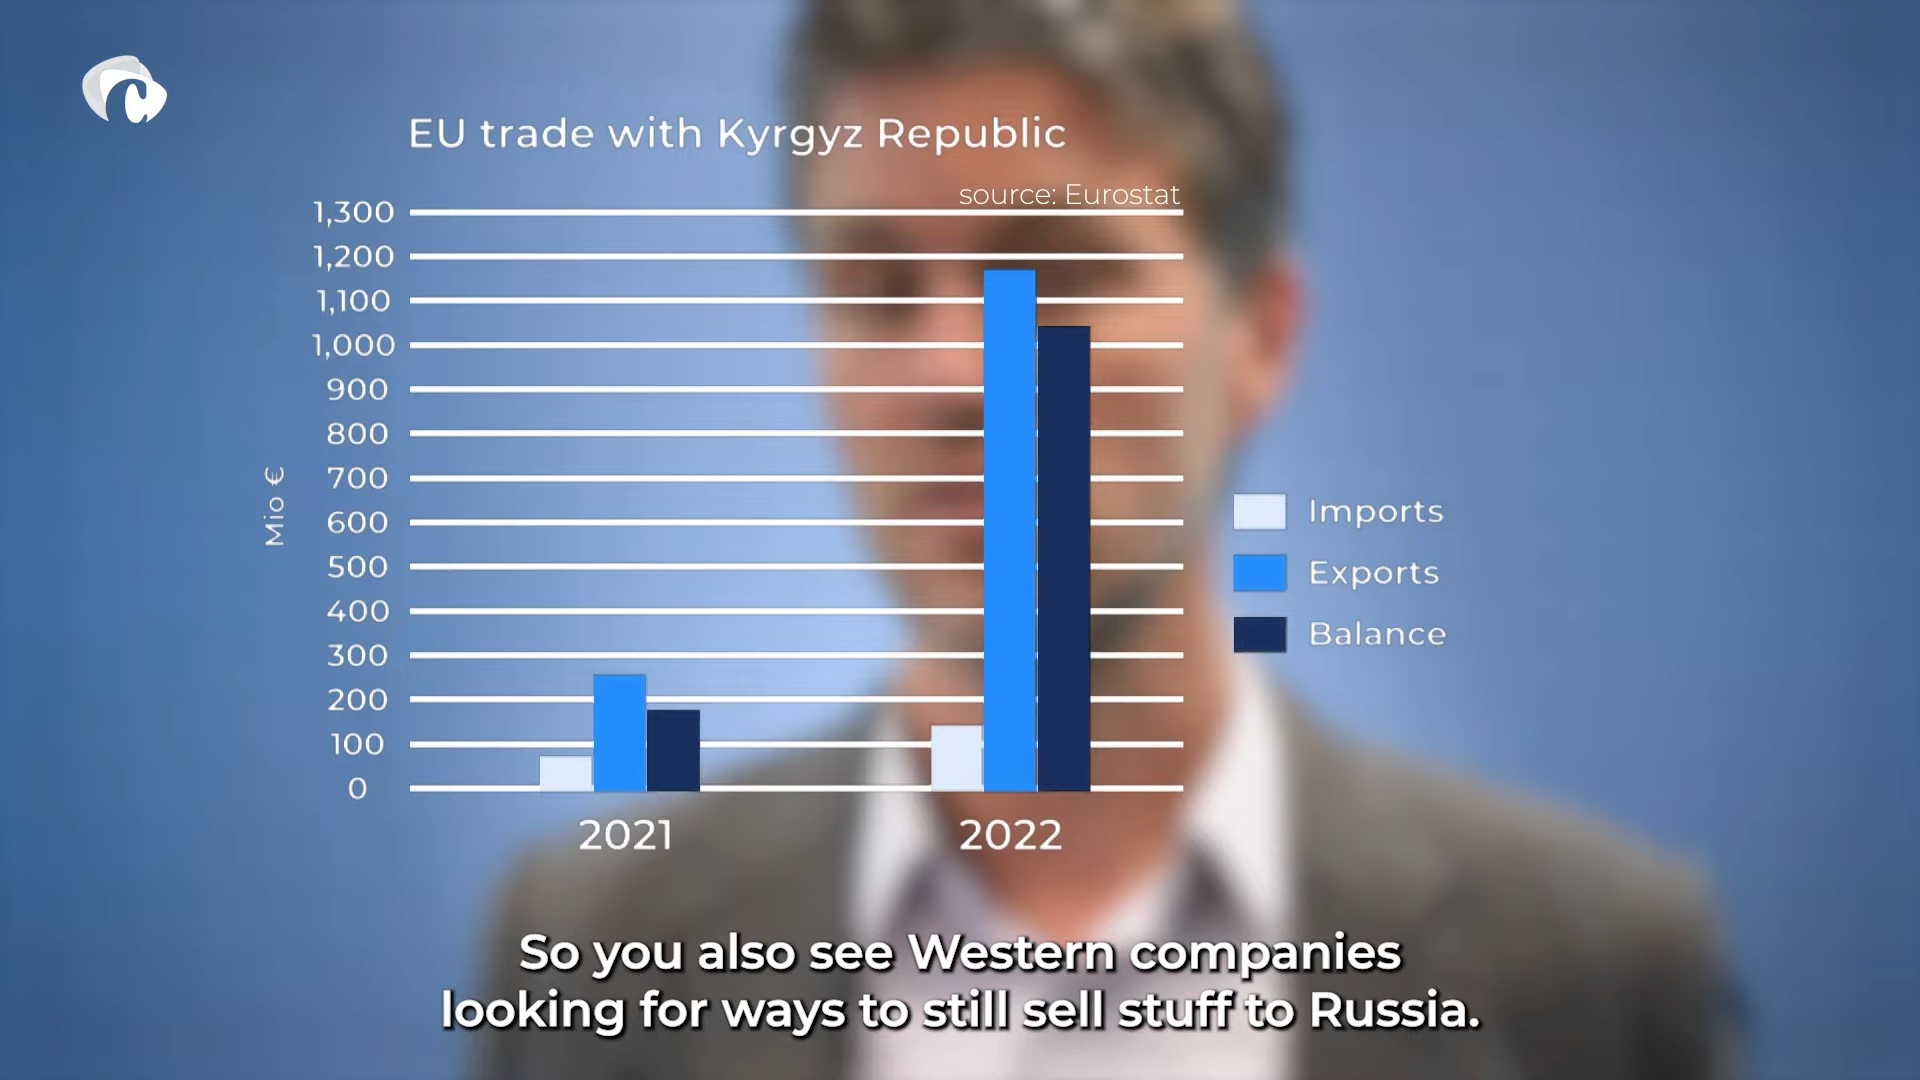 EU trade with Kyrgyz Republic
source: Eurostat
1,300
1,200
1,100
1,000
900
800
700
600
500
400
300
200
100
0
Mio €
2021
2022
Imports
Exports
Balance
So you also see Western companies
looking for ways to still sell stuff to Russia.